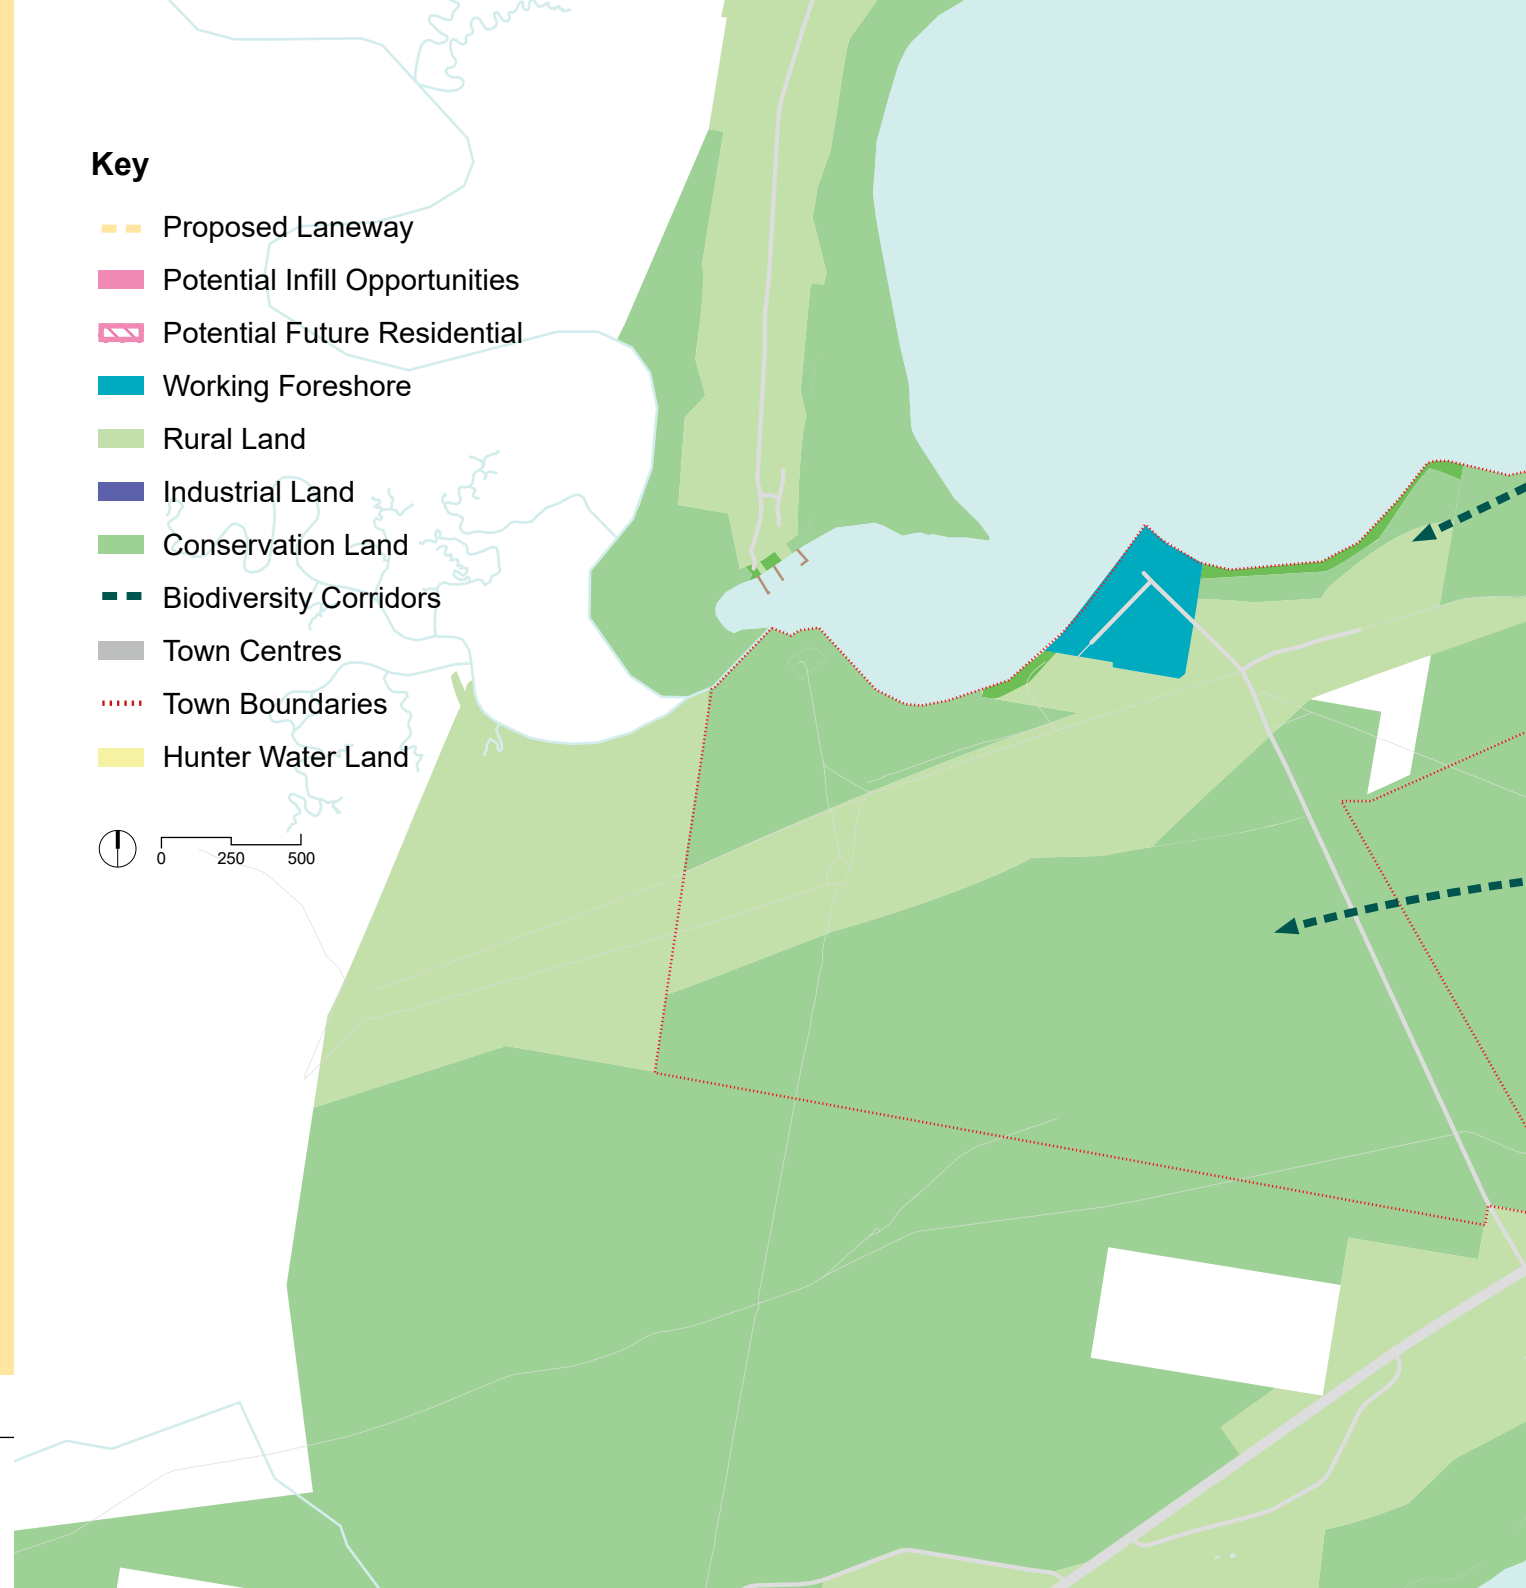 Key
Proposed Laneway
Potential Infill Opportunities
Potential Future Residential
Working Foreshore
Rural Land
Industrial Land
Conservation Land
Biodiversity Corridors
Town Centres
Town Boundaries
Hunter Water Land
0 250 500